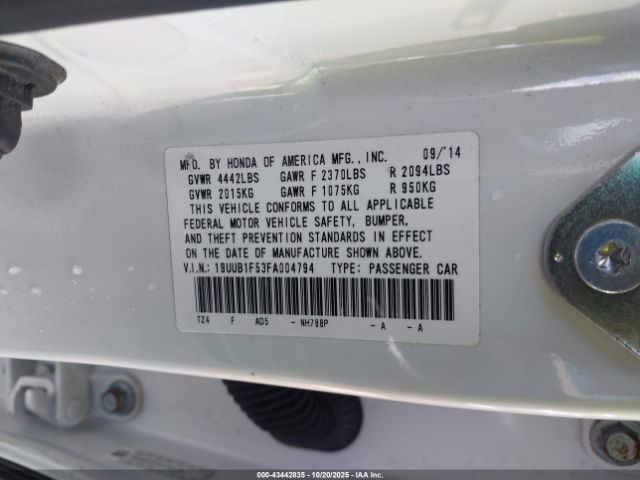 MFD. BY HONDA OF AMERICA MFG., INC. 09/'14
GVWR 4442LBS GAWR F 2370LBS R 2094LBS
GVWR 2015KG GAWR F 1075KG R 950KG
THIS VEHICLE CONFORMS TO ALL APPLICABLE
FEDERAL MOTOR VEHICLE SAFETY, BUMPER,
AND THEFT PREVENTION STANDARDS IN EFFECT
ON THE DATE OF MANUFACTURE SHOWN ABOVE.
V.I.N.: 19UUB1F53FA004794 TYPE: PASSENGER CAR
TZ4 F AD5 - NH788P - A - A
000-43442835 - 10/20/2025 - IAAI.COM